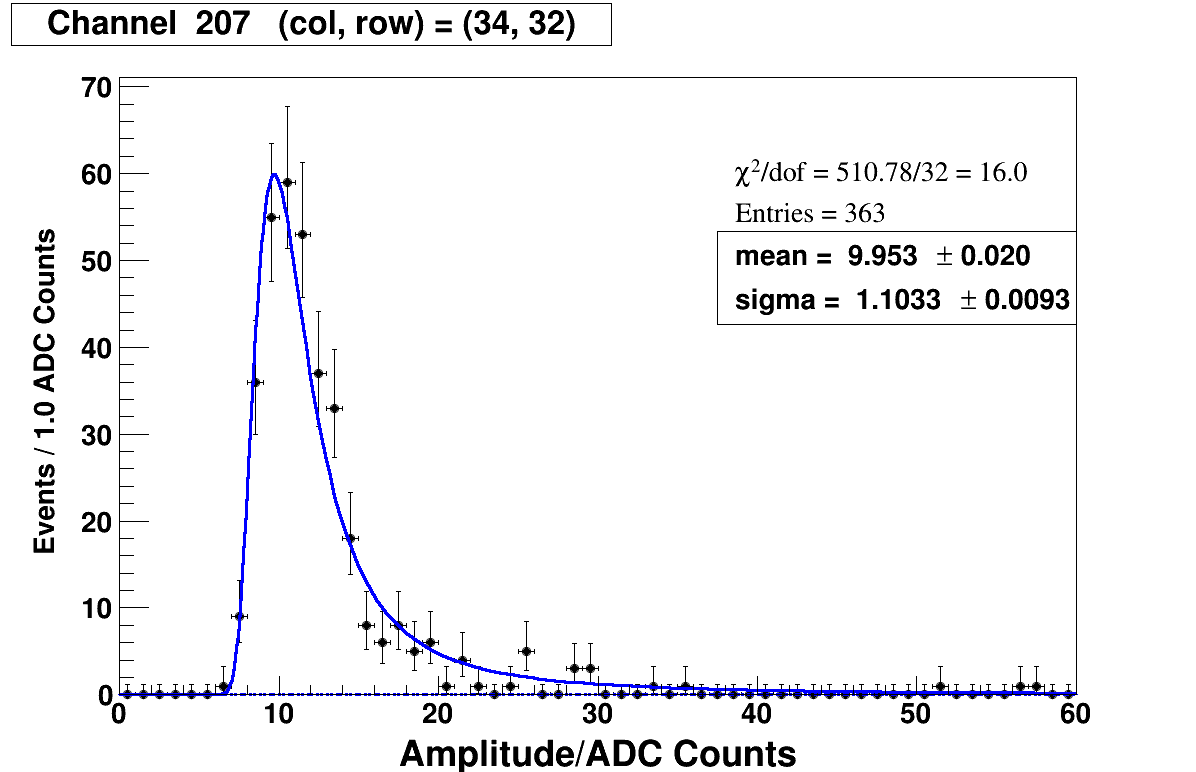 Channel 207 (col, row) = (34, 32)
70
60
50
40
30
20
10
0
Events / 1.0 ADC Counts
χ²/dof = 510.78/32 = 16.0
Entries = 363
mean = 9.953 ± 0.020
sigma = 1.1033 ± 0.0093
0 10 20 30 40 50 60
Amplitude/ADC Counts